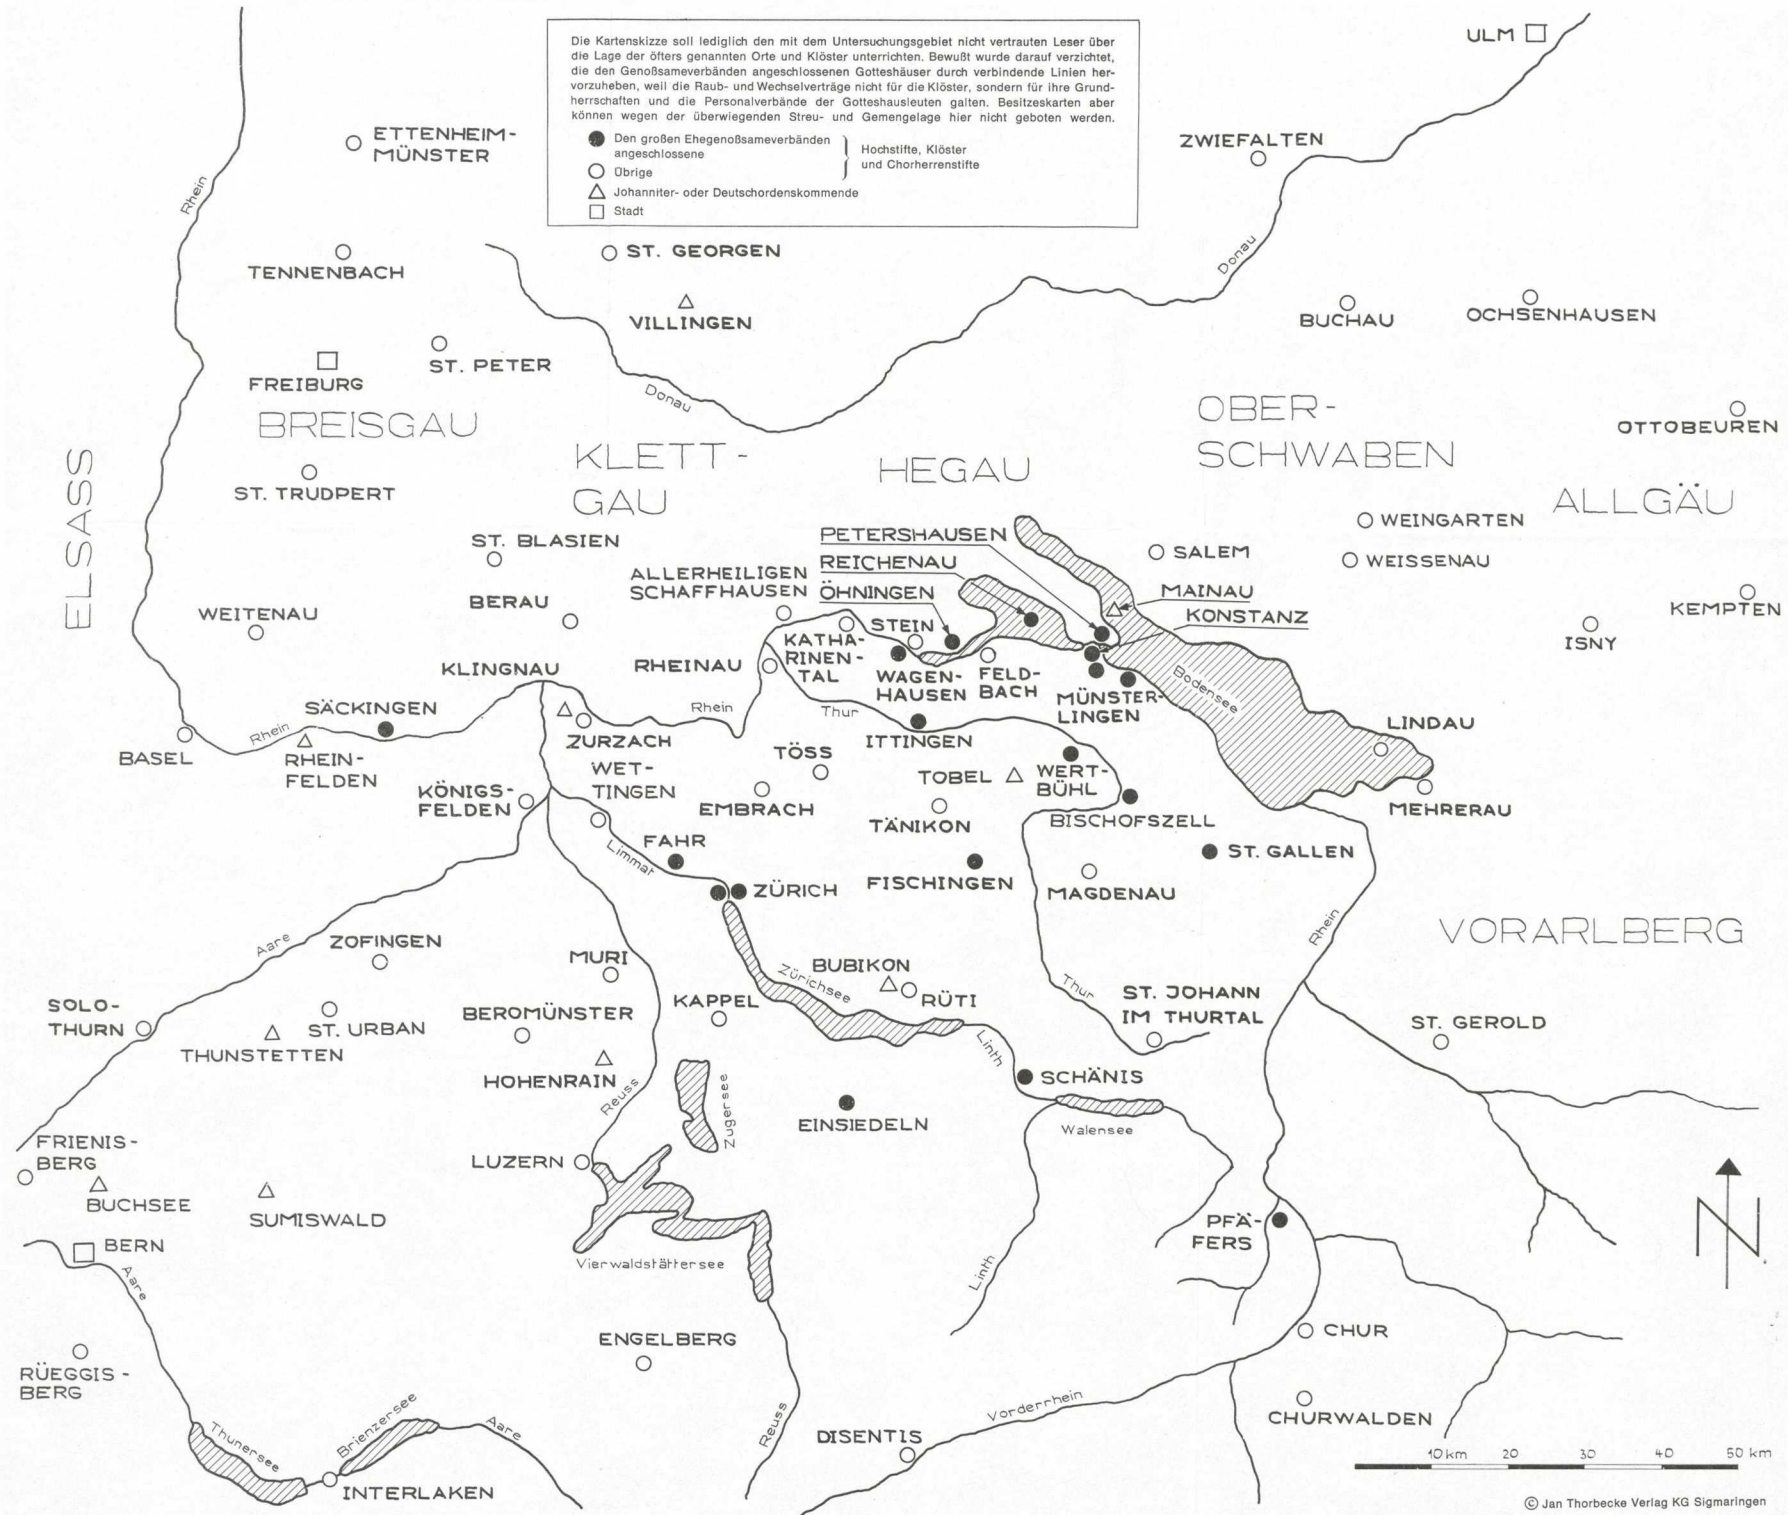 Die Kartenskizze soll lediglich den mit dem Untersuchungsgebiet nicht vertrauten Leser über
die Lage der öfters genannten Orte und Klöster unterrichten. Bewußt wurde darauf verzichtet,
die den Genoßsameverbänden angeschlossenen Gotteshäuser durch verbindende Linien her-
vorzuheben, weil die Raub- und Wechselverträge nicht für die Klöster, sondern für ihre Grund-
herrschaften und die Personalverbände der Gotteshausleuten galten. Besitzeskarten aber
können wegen der überwiegenden Streu- und Gemengelage hier nicht geboten werden.
Den großen Ehegenoßsameverbänden
angeschlossene
Übrige
Hochstifte, Klöster
und Chorherrenstifte
Johanniter- oder Deutschordenskommende
Stadt
ULM
ETTENHEIM-
MÜNSTER
ZWIEFALTEN
Rhein
TENNENBACH
ST. GEORGEN
Donau
VILLINGEN
BUCHAU
OCHSENHAUSEN
FREIBURG
ST. PETER
Donau
BREISGAU
OBER-
SCHWABEN
OTTOBEUREN
KLETT-
GAU
HEGAU
ELSASS
ST. TRUDPERT
ALLGÄU
WEINGARTEN
PETERSHAUSEN
ST. BLASIEN
SALEM
WEISSENAU
REICHENAU
ALLERHEILIGEN
SCHAFFHAUSEN
ÖHNINGEN
MAINAU
KONSTANZ
BERAU
WEITENAU
KEMPTEN
ISNY
STEIN
KATHA-
RINEN-
TAL
KLINGNAU
RHEINAU
WAGEN-
HAUSEN
FELD-
BACH
MÜNSTER-
LINGEN
Bodensee
SÄCKINGEN
Rhein
Rhein
Thur
LINDAU
BASEL
RHEIN-
FELDEN
ZURZACH
ITTINGEN
TÖSS
WET-
TINGEN
TOBEL
WERT-
BÜHL
KÖNIGS-
FELDEN
EMBRACH
MEHRERAU
TÄNIKON
BISCHOFSZELL
FAHR
Limmat
ST. GALLEN
ZÜRICH
FISCHINGEN
MAGDENAU
Rhein
VORARLBERG
Aare
ZOFINGEN
MURI
BUBIKON
Zürichsee
RÜTI
Thur
ST. JOHANN
IM THURTAL
SOLO-
THURN
ST. URBAN
BEROMÜNSTER
KAPPEL
ST. GEROLD
THUNSTETTEN
Linth
HOHENRAIN
Reuss
SCHÄNIS
Zugersee
EINSIEDELN
Walensee
FRIENIS-
BERG
LUZERN
BUCHSEE
SUMISWALD
PFÄ-
FERS
N
BERN
Vierwaldstättersee
Aare
Linth
ENGELBERG
CHUR
RÜEGGIS-
BERG
Brienzersee
Thunersee
Aare
Reuss
Vorderrhein
CHURWALDEN
DISENTIS
10 km 20 30 40 50 km
INTERLAKEN
© Jan Thorbecke Verlag KG Sigmaringen